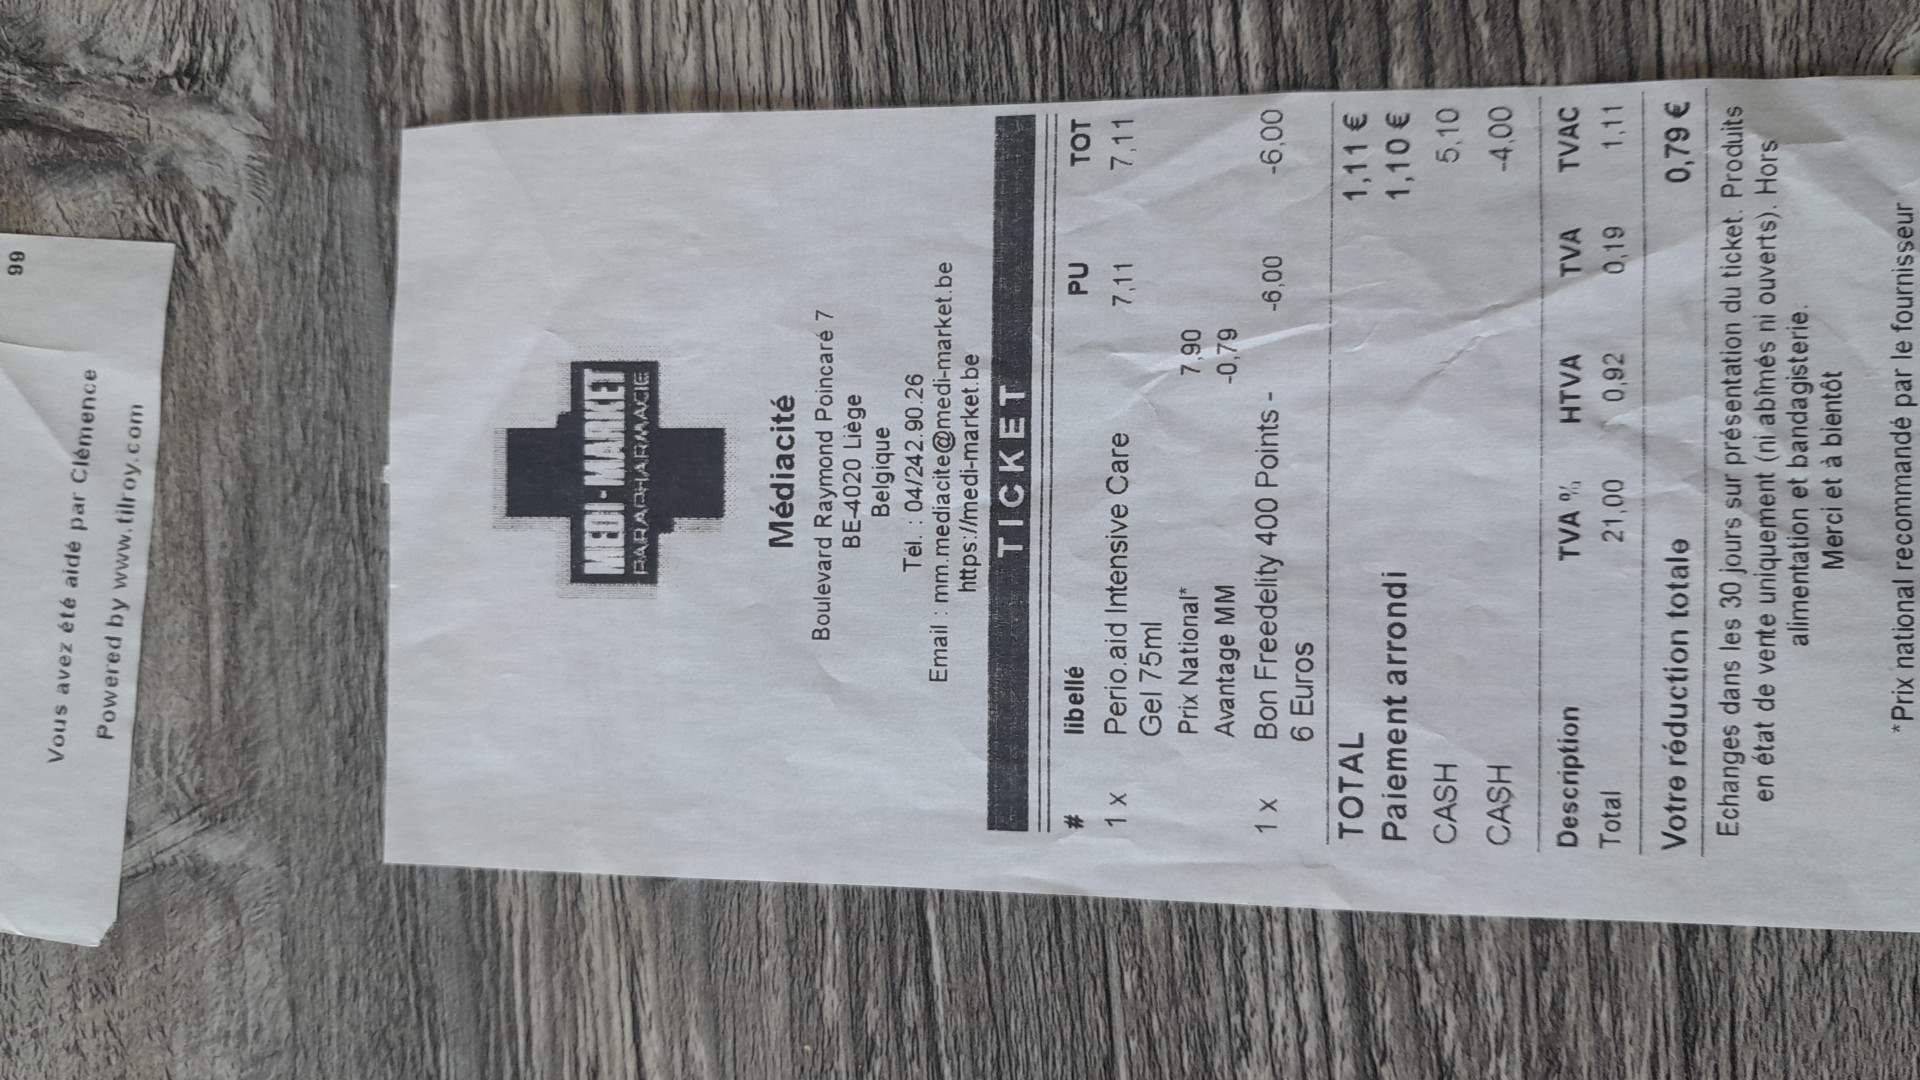 99
Vous avez été aidé par Clémence
Powered by www.tilroy.com
MEDI-MARKET
PARAPHARMACIE
Médiacité
Boulevard Raymond Poincaré 7
BE-4020 Liège
Belgique
Tél. : 04/242.90.26
Email : mm.mediacite@medi-market.be
https://medi-market.be
TICKET
# libellé PU TOT
1 x Perio.aid Intensive Care 7,11 7,11
Gel 75ml
Prix National* 7,90
Avantage MM -0,79
1 x Bon Freedelity 400 Points - -6,00 -6,00
6 Euros
TOTAL 1,11 €
Paiement arrondi 1,10 €
CASH 5,10
CASH -4,00
Description TVA % HTVA TVA TVAC
Total 21,00 0,92 0,19 1,11
Votre réduction totale 0,79 €
Echanges dans les 30 jours sur présentation du ticket. Produits
en état de vente uniquement (ni abîmés ni ouverts). Hors
alimentation et bandagisterie.
Merci et à bientôt
*Prix national recommandé par le fournisseur